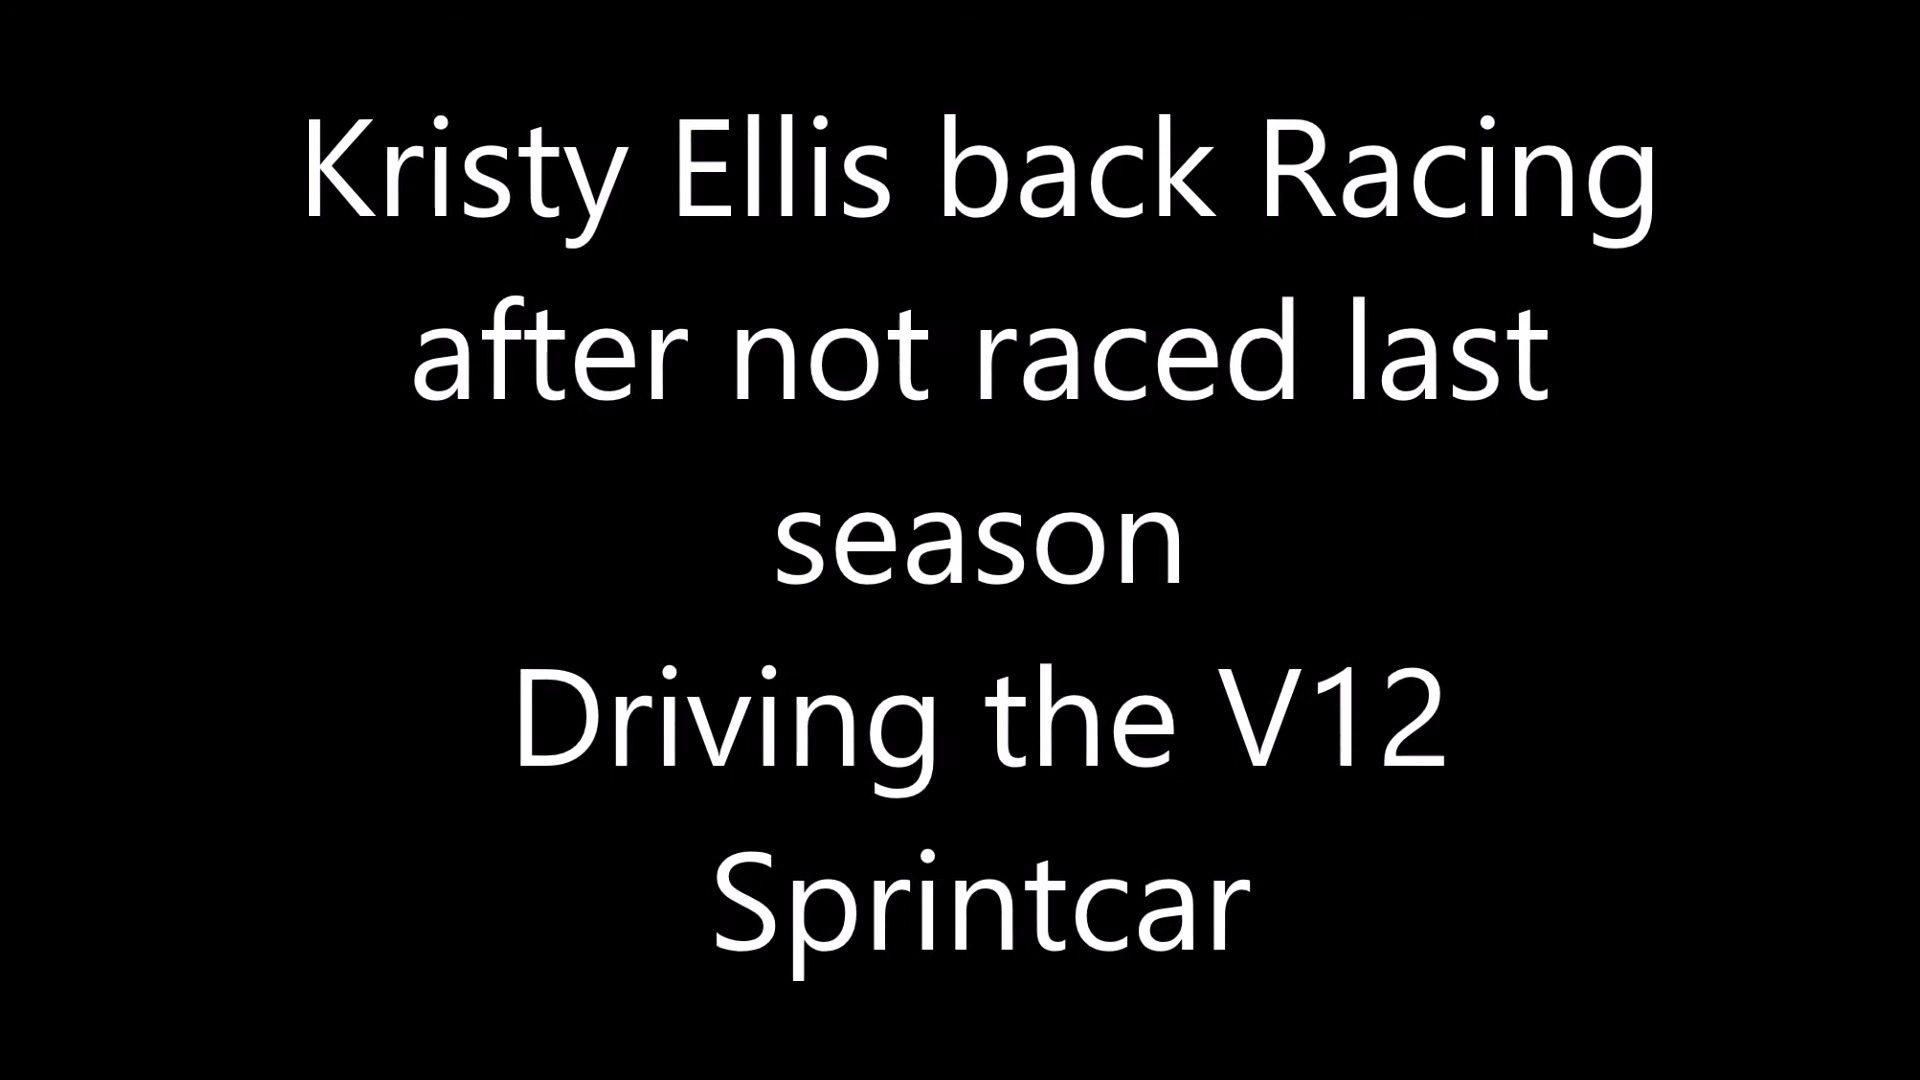 Kristy Ellis back Racing
after not raced last
season
Driving the V12
Sprintcar